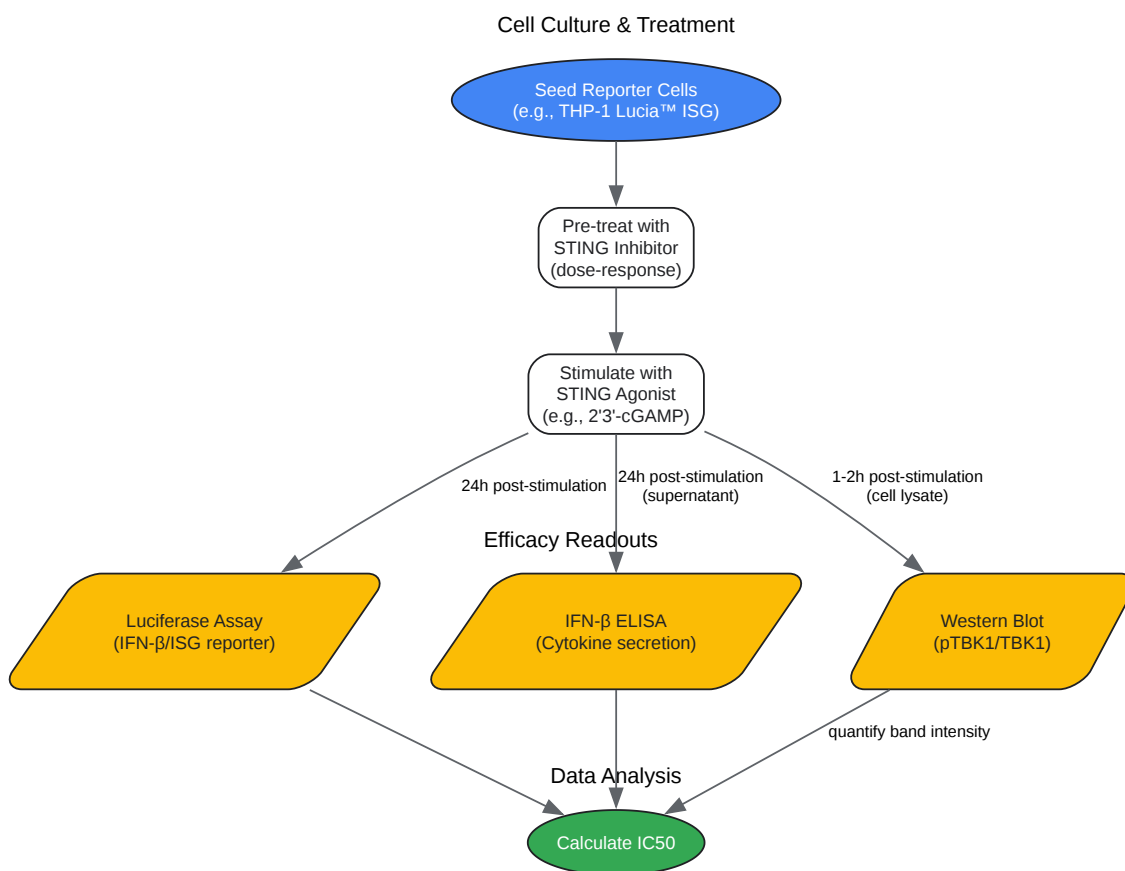 Cell Culture & Treatment
Seed Reporter Cells
(e.g., THP-1 Lucia™ ISG)
Pre-treat with
STING Inhibitor
(dose-response)
Stimulate with
STING Agonist
(e.g., 2'3'-cGAMP)
24h post-stimulation
24h post-stimulation
(supernatant)
1-2h post-stimulation
(cell lysate)
Efficacy Readouts
Luciferase Assay
(IFN-β/ISG reporter)
IFN-β ELISA
(Cytokine secretion)
Western Blot
(pTBK1/TBK1)
quantify band intensity
Data Analysis
Calculate IC50